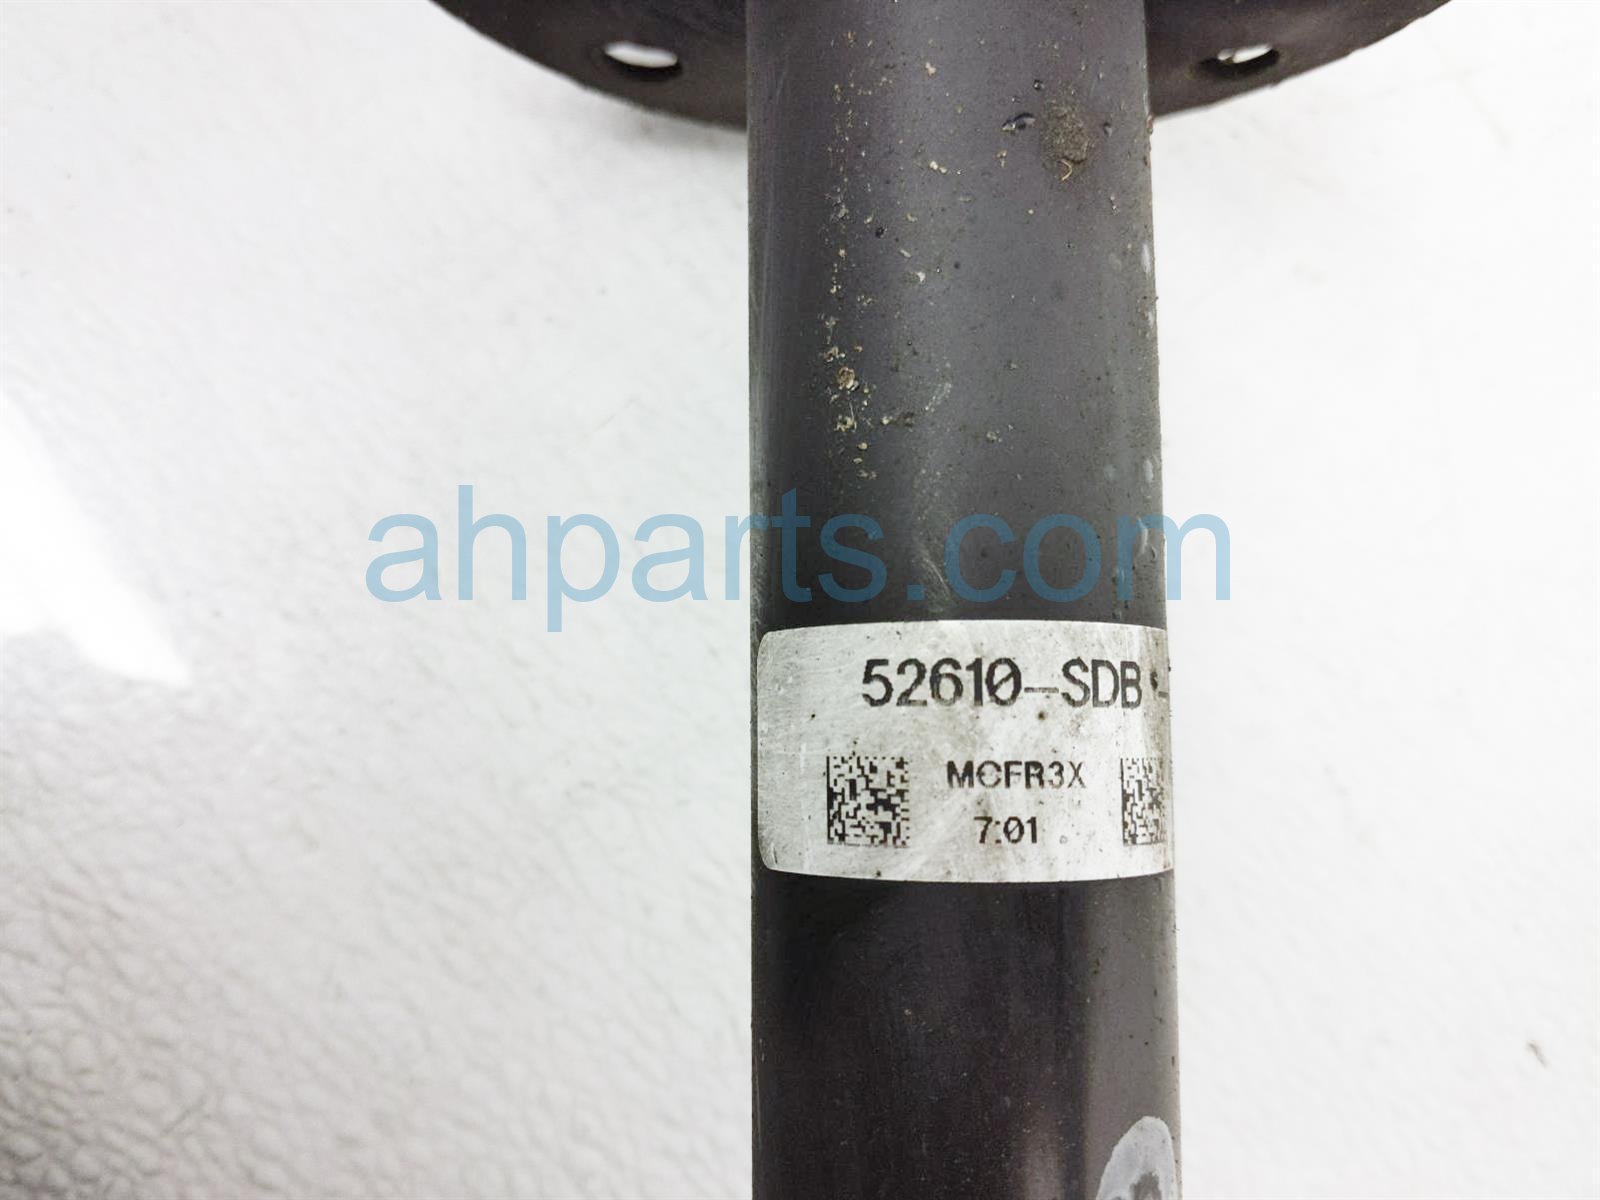 ahparts.com
52610-SDB -
MCFR3X
7.01